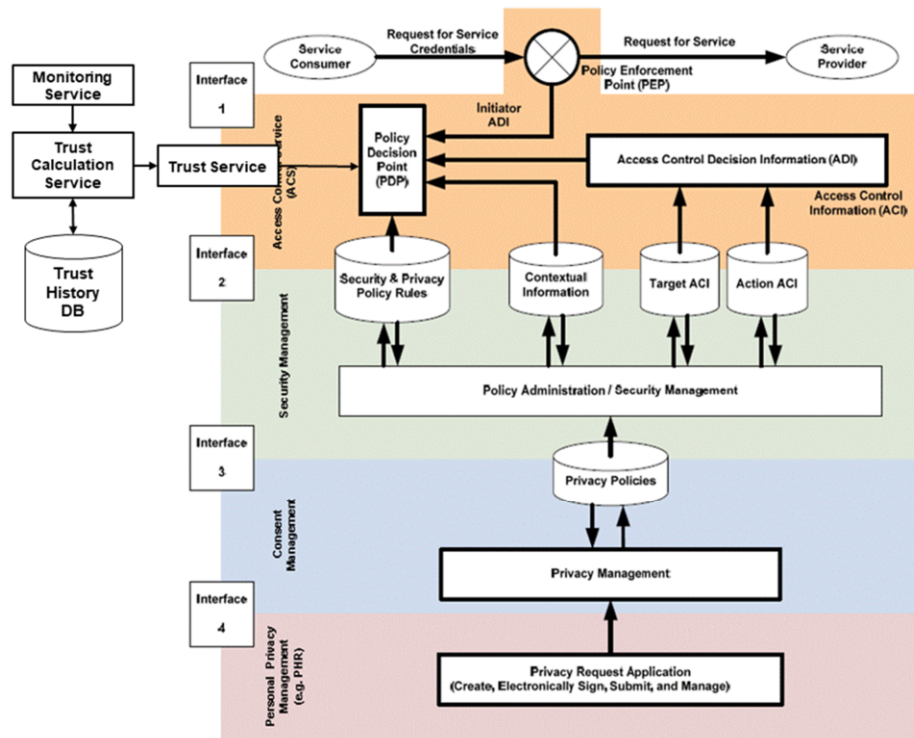 Request for Service
Credentials
Service
Consumer
Request for Service
Service
Provider
Policy Enforcement
Point (PEP)
Monitoring
Service
Interface
1
Initiator
ADI
Trust
Calculation
Service
Trust Service
Access Control Service
(ACS)
Policy
Decision
Point
(PDP)
Access Control Decision Information (ADI)
Access Control
Information (ACI)
Interface
2
Trust
History
DB
Security & Privacy
Policy Rules
Contextual
Information
Target ACI
Action ACI
Security Management
Policy Administration / Security Management
Interface
3
Privacy Policies
Consent
Management
Privacy Management
Interface
4
Personal Privacy
Management
(e.g. PHR)
Privacy Request Application
(Create, Electronically Sign, Submit, and Manage)